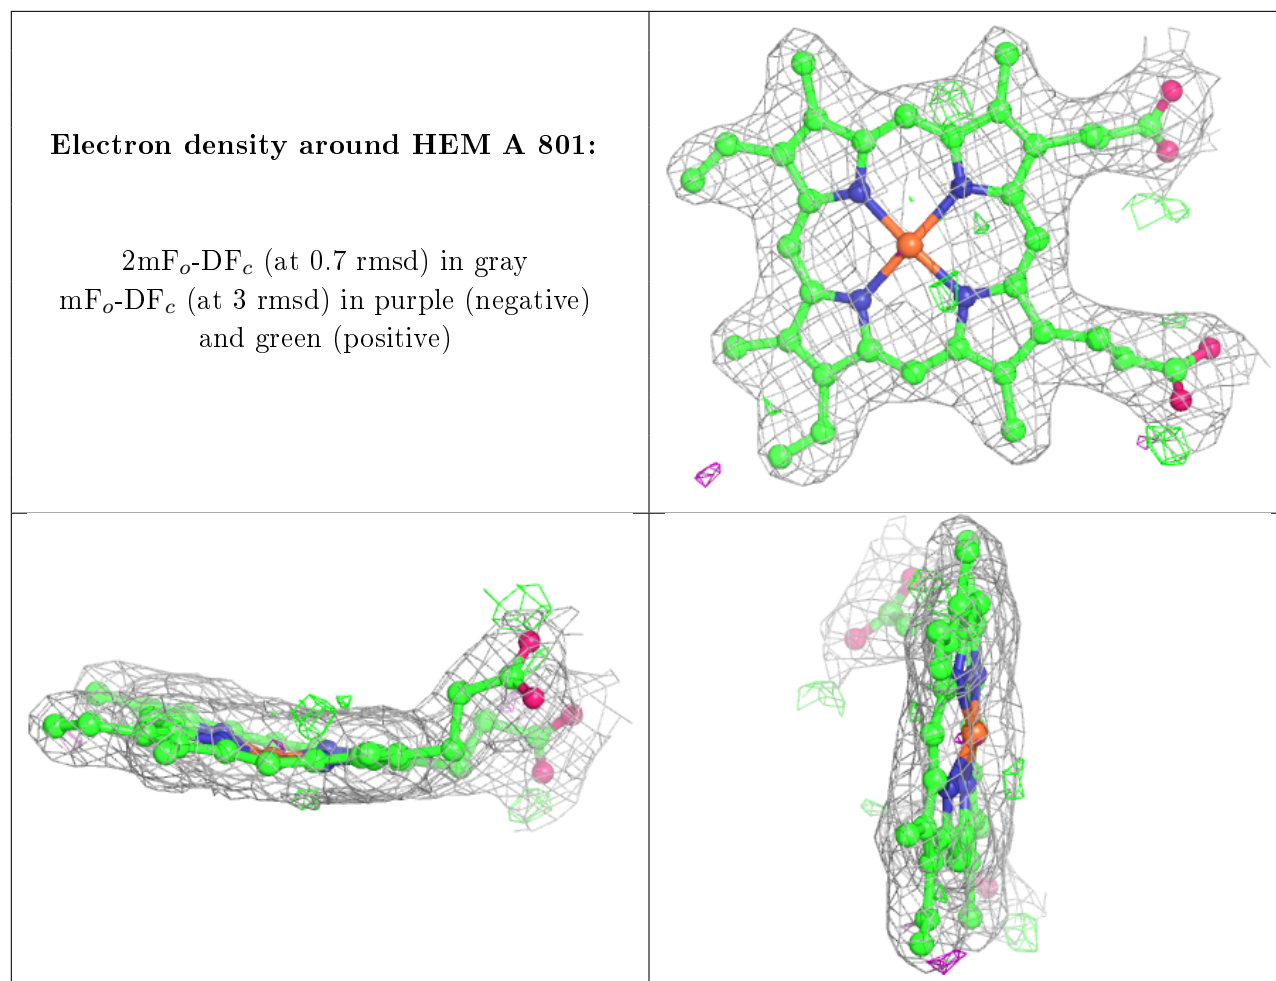 Electron density around HEM A 801:
2mFₒ-DF𝒸 (at 0.7 rmsd) in gray
mFₒ-DF𝒸 (at 3 rmsd) in purple (negative)
and green (positive)